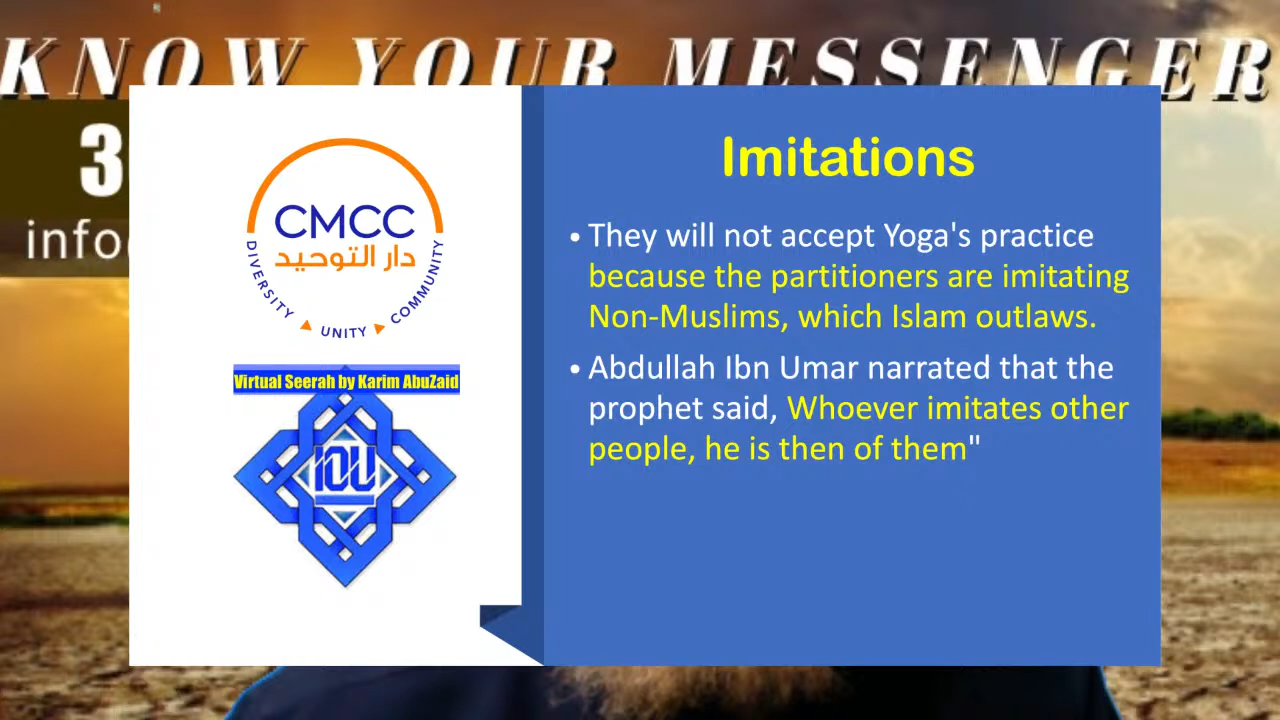 KNOW YOUR MESSENGER
3
info
CMCC
دار التوحيد
DIVERSITY UNITY COMMUNITY
Virtual Seerah by Karim AbuZaid
IOU
Imitations
• They will not accept Yoga's practice
because the partitioners are imitating
Non-Muslims, which Islam outlaws.
• Abdullah Ibn Umar narrated that the
prophet said, Whoever imitates other
people, he is then of them"